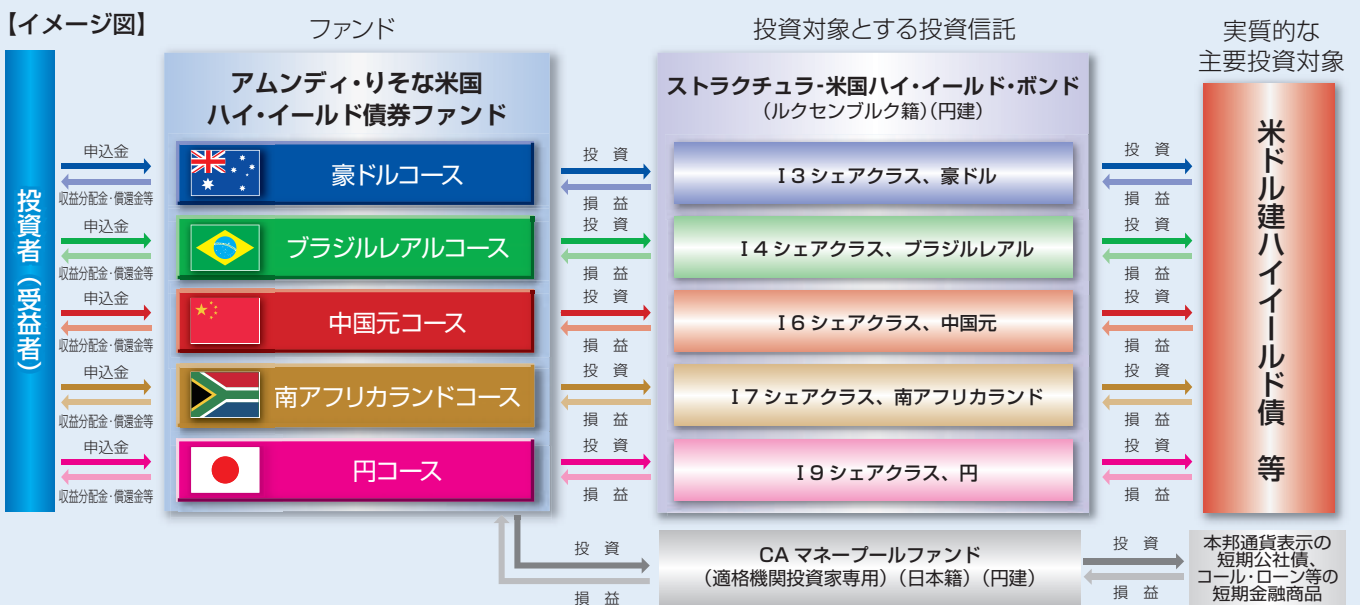 【イメージ図】
ファンド
投資対象とする投資信託
実質的な
主要投資対象
投資者（受益者）
アムンディ・りそな米国
ハイ・イールド債券ファンド
ストラクチュラ-米国ハイ・イールド・ボンド
（ルクセンブルク籍）（円建）
米ドル建ハイイールド債 等
申込金
収益分配金・償還金等
豪ドルコース
投 資
損 益
I3シェアクラス、豪ドル
投 資
損 益
申込金
収益分配金・償還金等
ブラジルレアルコース
投 資
損 益
I4シェアクラス、ブラジルレアル
投 資
損 益
申込金
収益分配金・償還金等
中国元コース
投 資
損 益
I6シェアクラス、中国元
投 資
損 益
申込金
収益分配金・償還金等
南アフリカランドコース
投 資
損 益
I7シェアクラス、南アフリカランド
投 資
損 益
申込金
収益分配金・償還金等
円コース
投 資
損 益
I9シェアクラス、円
投 資
損 益
投 資
損 益
CAマネープールファンド
（適格機関投資家専用）（日本籍）（円建）
投 資
損 益
本邦通貨表示の
短期公社債、
コール・ローン等の
短期金融商品